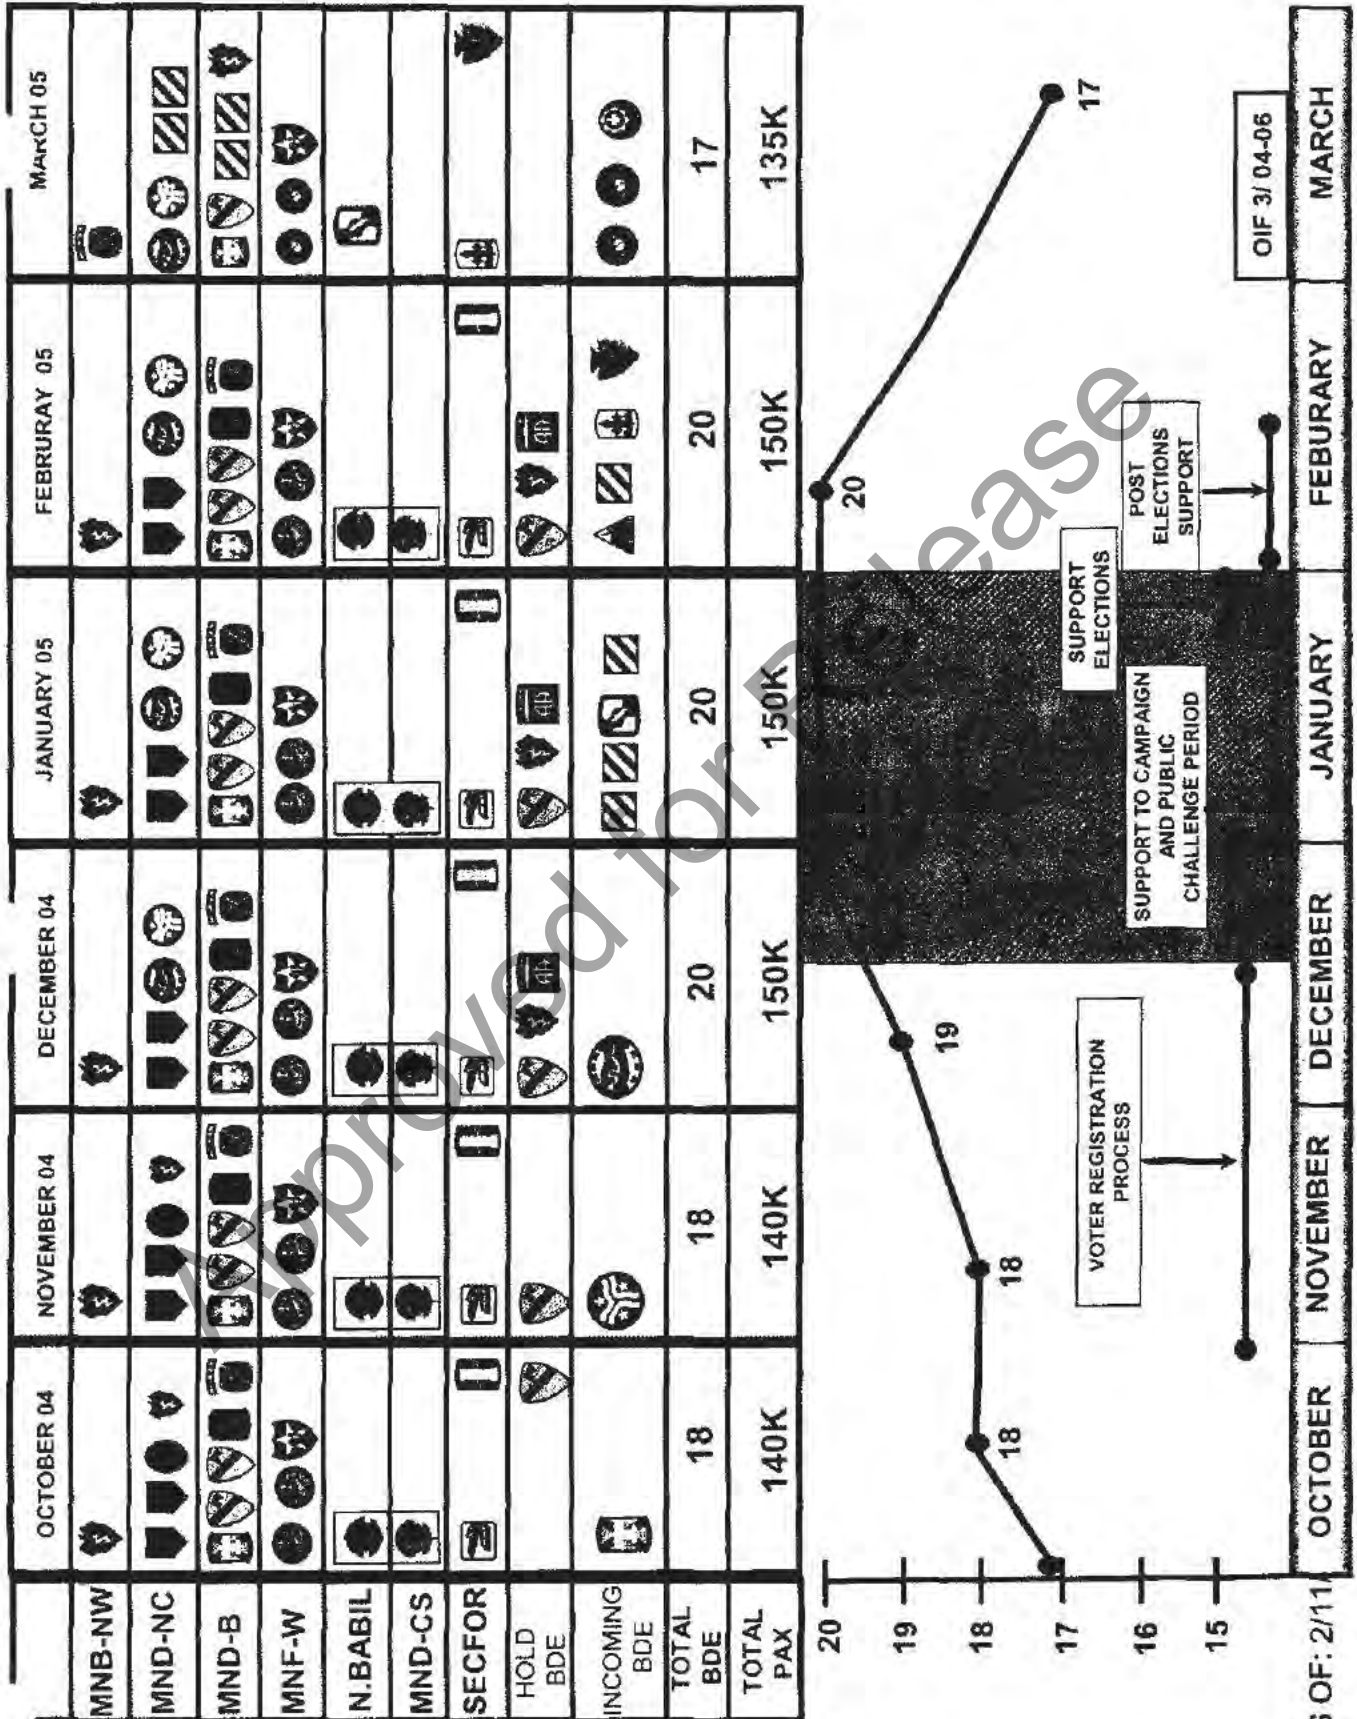 OCTOBER 04 NOVEMBER 04 DECEMBER 04 JANUARY 05 FEBRURAY 05 MARCH 05
MNB-NW
MND-NC
MND-B
MNF-W
N.BABIL
MND-CS
SECFOR
HOLD
BDE
INCOMING
BDE
TOTAL
BDE
18 18 20 20 20 17
TOTAL
PAX
140K 140K 150K 150K 150K 135K
20
19
18
17
16
15
18
18
19
20
17
VOTER REGISTRATION
PROCESS
SUPPORT TO CAMPAIGN
AND PUBLIC
CHALLENGE PERIOD
SUPPORT
ELECTIONS
POST
ELECTIONS
SUPPORT
OIF 3/ 04-06
OCTOBER NOVEMBER DECEMBER JANUARY FEBURARY MARCH
OF: 2/11/
Approved for Release